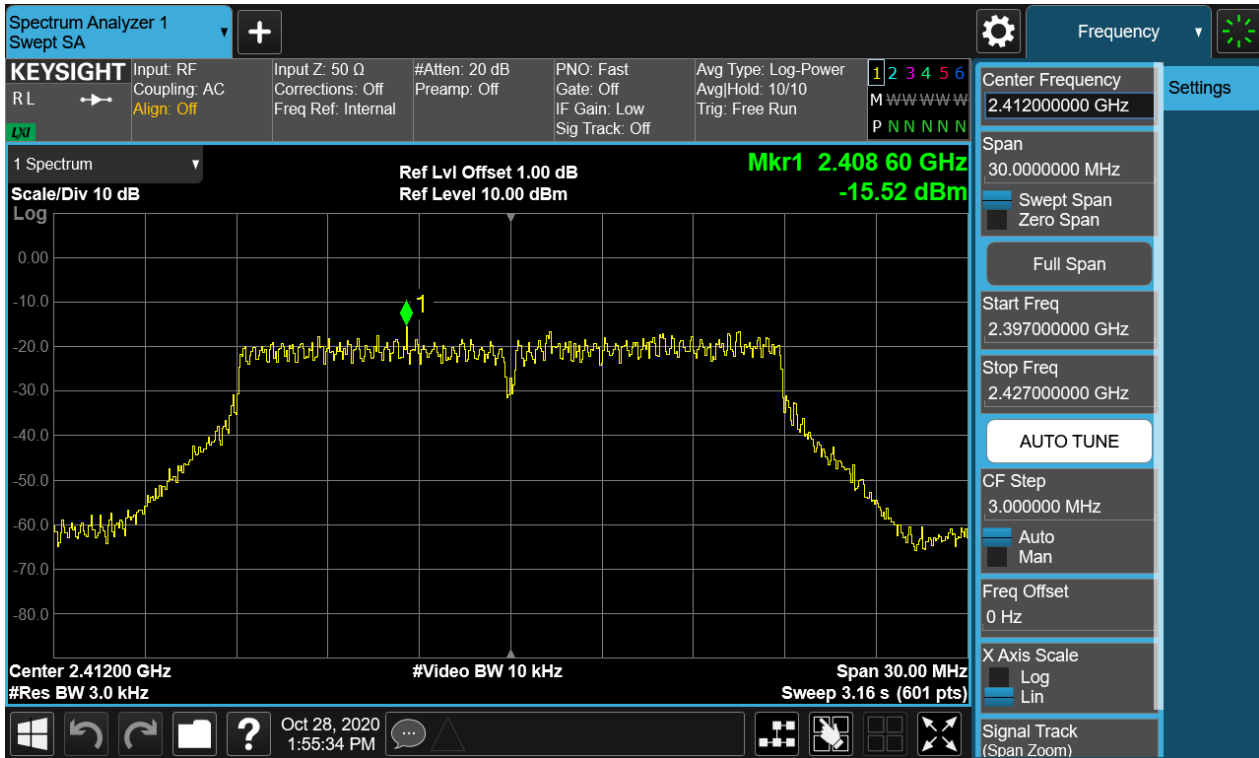 Spectrum Analyzer 1
Swept SA
+
Frequency
KEYSIGHT
R L
LXI
Input: RF
Coupling: AC
Align: Off
Input Z: 50 Ω
Corrections: Off
Freq Ref: Internal
#Atten: 20 dB
Preamp: Off
PNO: Fast
Gate: Off
IF Gain: Low
Sig Track: Off
Avg Type: Log-Power
Avg|Hold: 10/10
Trig: Free Run
1 2 3 4 5 6
M W W W W W
P N N N N N
Settings
Center Frequency
2.412000000 GHz
Span
30.0000000 MHz
Swept Span
Zero Span
Full Span
Start Freq
2.397000000 GHz
Stop Freq
2.427000000 GHz
AUTO TUNE
CF Step
3.000000 MHz
Auto
Man
Freq Offset
0 Hz
X Axis Scale
Log
Lin
Signal Track
(Span Zoom)
1 Spectrum
Scale/Div 10 dB
Ref Lvl Offset 1.00 dB
Ref Level 10.00 dBm
Mkr1 2.408 60 GHz
-15.52 dBm
Log
0.00
-10.0
-20.0
-30.0
-40.0
-50.0
-60.0
-70.0
-80.0
1
Center 2.41200 GHz
#Res BW 3.0 kHz
#Video BW 10 kHz
Span 30.00 MHz
Sweep 3.16 s (601 pts)
?
Oct 28, 2020
1:55:34 PM